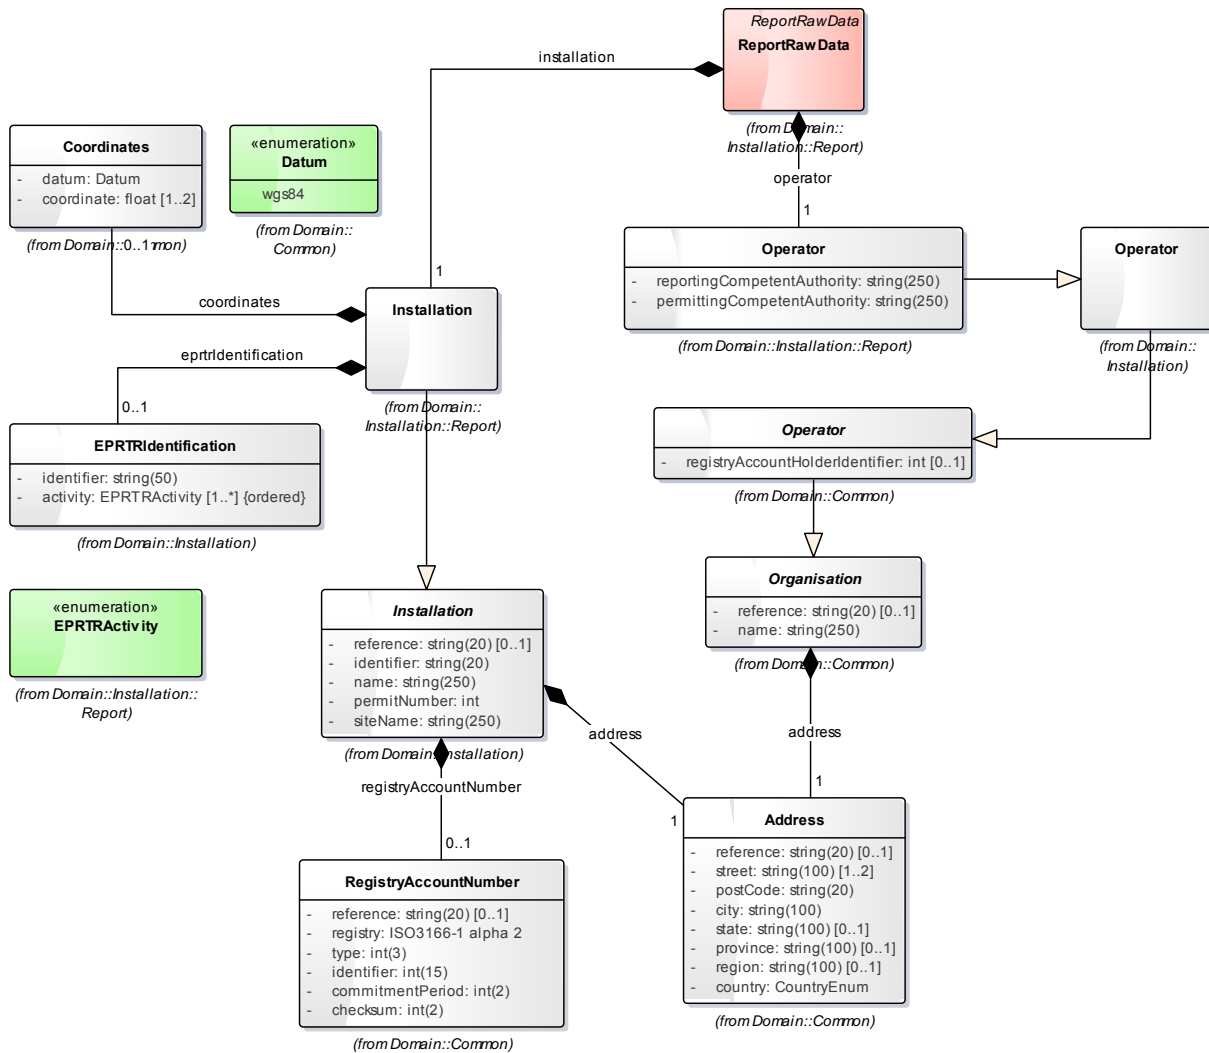 ReportRawData
ReportRawData
(from Domain::
Installation::Report)
installation
operator
1
1
Coordinates
- datum: Datum
- coordinate: float [1..2]
0..1
«enumeration»
Datum
wgs84
(from Domain::
Common)
Operator
- reportingCompetentAuthority: string(250)
- permittingCompetentAuthority: string(250)
(from Domain::Installation::Report)
Operator
(from Domain::
Installation)
coordinates
Installation
(from Domain::
Installation::Report)
eprtrIdentification
0..1
EPRTRIdentification
- identifier: string(50)
- activity: EPRTRActivity [1..*] {ordered}
(from Domain::Installation)
Operator
- registryAccountHolderIdentifier: int [0..1]
(from Domain::Common)
Organisation
- reference: string(20) [0..1]
- name: string(250)
(from Domain::Common)
«enumeration»
EPRTRActivity
(from Domain::Installation::
Report)
Installation
- reference: string(20) [0..1]
- identifier: string(20)
- name: string(250)
- permitNumber: int
- siteName: string(250)
(from Domain::Installation)
address
1
address
1
registryAccountNumber
0..1
RegistryAccountNumber
- reference: string(20) [0..1]
- registry: ISO3166-1 alpha 2
- type: int(3)
- identifier: int(15)
- commitmentPeriod: int(2)
- checksum: int(2)
(from Domain::Common)
Address
- reference: string(20) [0..1]
- street: string(100) [1..2]
- postCode: string(20)
- city: string(100)
- state: string(100) [0..1]
- province: string(100) [0..1]
- region: string(100) [0..1]
- country: CountryEnum
(from Domain::Common)